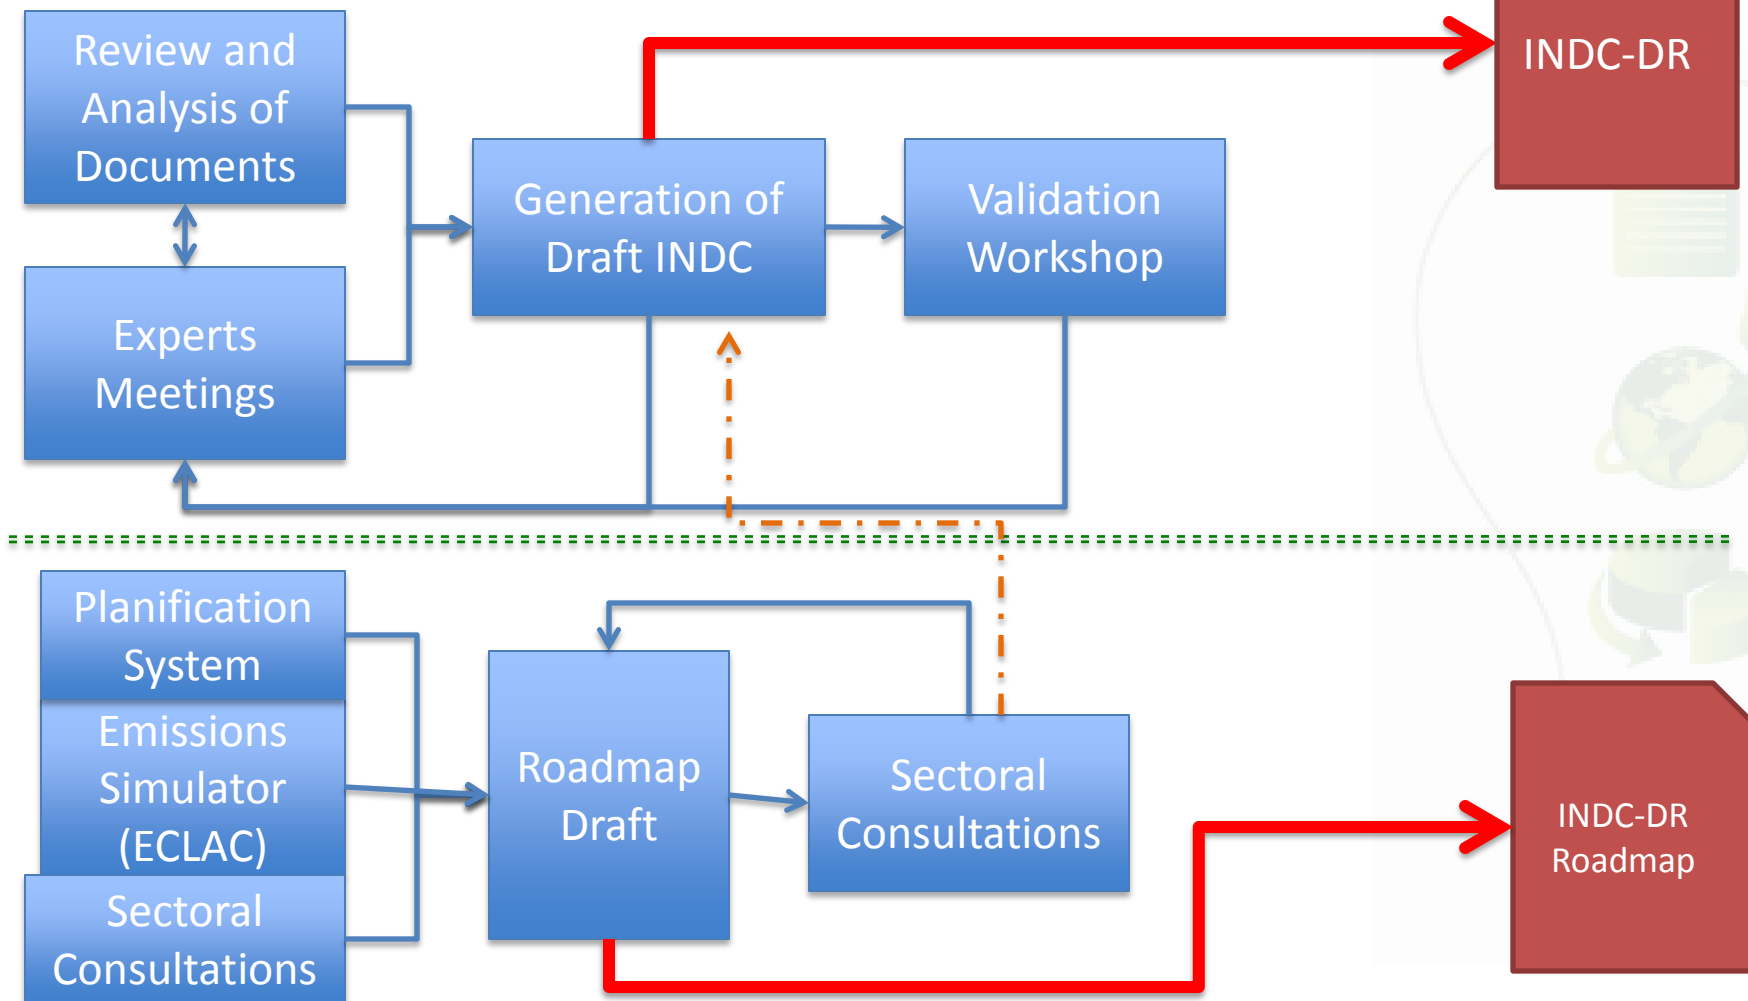 Review and
Analysis of
Documents
INDC-DR
Generation of
Draft INDC
Validation
Workshop
Experts
Meetings
Planification
System
Emissions
Simulator
(ECLAC)
Sectoral
Consultations
Roadmap
Draft
Sectoral
Consultations
INDC-DR
Roadmap